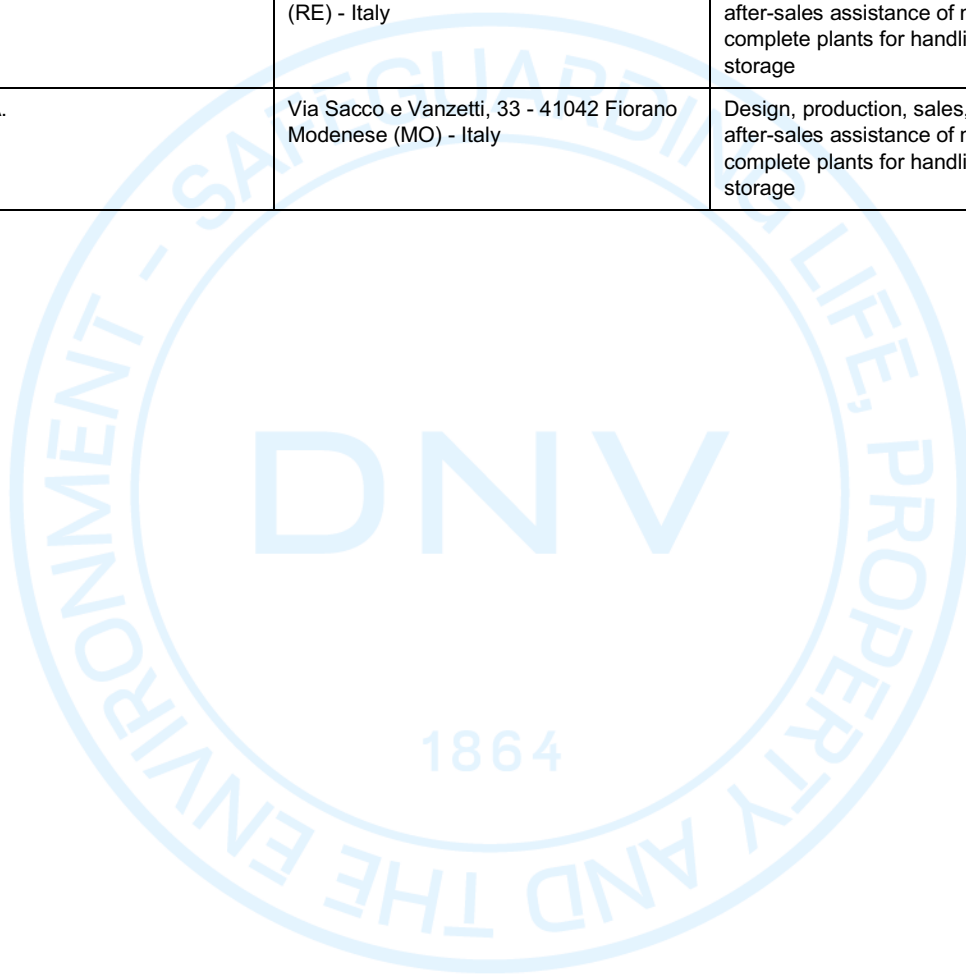 (RE) - Italy
after-sales assistance of
complete plants for
storage
Via Sacco e Vanzetti, 33 - 41042 Fiorano
Modenese (MO) - Italy
Design, production, sales,
after-sales assistance of
complete plants for
storage
SAFEGUARDING LIFE, PROPERTY AND THE ENVIRONMENT -
DNV
1864